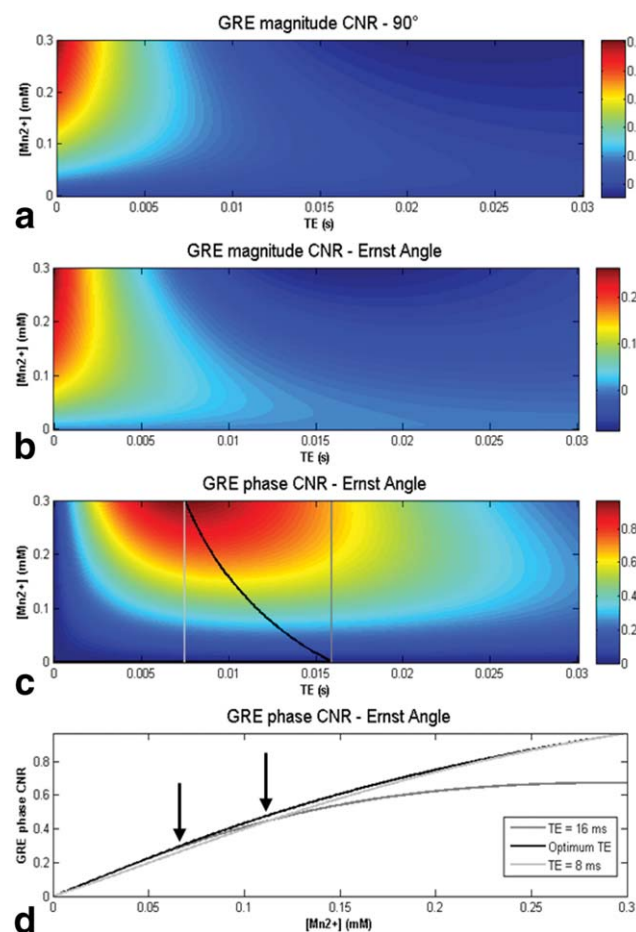 GRE magnitude CNR - 90°
[Mn2+] (mM)
0.3
0.2
0.1
0
0
0.005
0.01
0.015
0.02
0.025
0.03
TE (s)
a
GRE magnitude CNR - Ernst Angle
[Mn2+] (mM)
0.3
0.2
0.1
0
0
0.005
0.01
0.015
0.02
0.025
0.03
TE (s)
0.2
0.1
0
b
GRE phase CNR - Ernst Angle
[Mn2+] (mM)
0.3
0.2
0.1
0
0
0.005
0.01
0.015
0.02
0.025
0.03
TE (s)
0.8
0.6
0.4
0.2
0
c
GRE phase CNR - Ernst Angle
GRE phase CNR
0.8
0.6
0.4
0.2
0
0
0.05
0.1
0.15
0.2
0.25
0.3
[Mn2+] (mM)
TE = 16 ms
Optimum TE
TE = 8 ms
d